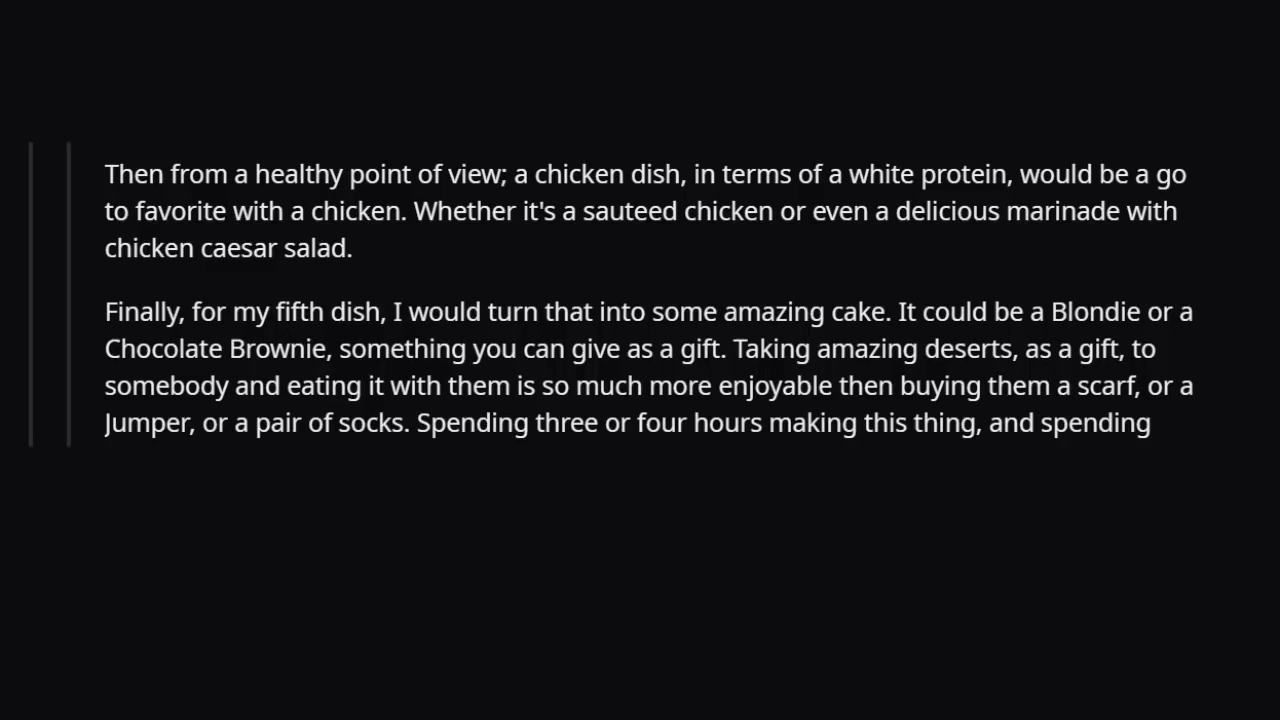 Then from a healthy point of view; a chicken dish, in terms of a white protein, would be a go
to favorite with a chicken. Whether it's a sauteed chicken or even a delicious marinade with
chicken caesar salad.
Finally, for my fifth dish, I would turn that into some amazing cake. It could be a Blondie or a
Chocolate Brownie, something you can give as a gift. Taking amazing deserts, as a gift, to
somebody and eating it with them is so much more enjoyable then buying them a scarf, or a
Jumper, or a pair of socks. Spending three or four hours making this thing, and spending